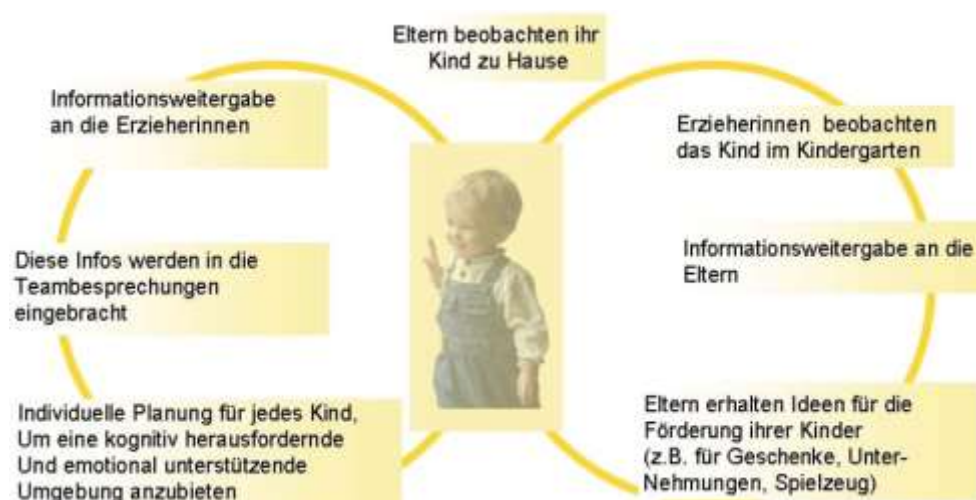 Eltern beobachten ihr
Kind zu Hause
Informationsweitergabe
an die Erzieherinnen
Diese Infos werden in die
Teambesprechungen
eingebracht
Individuelle Planung für jedes Kind,
Um eine kognitiv herausfordernde
Und emotional unterstützende
Umgebung anzubieten
Erzieherinnen beobachten
das Kind im Kindergarten
Informationsweitergabe an die
Eltern
Eltern erhalten Ideen für die
Förderung ihrer Kinder
(z.B. für Geschenke, Unter-
Nehmungen, Spielzeug)